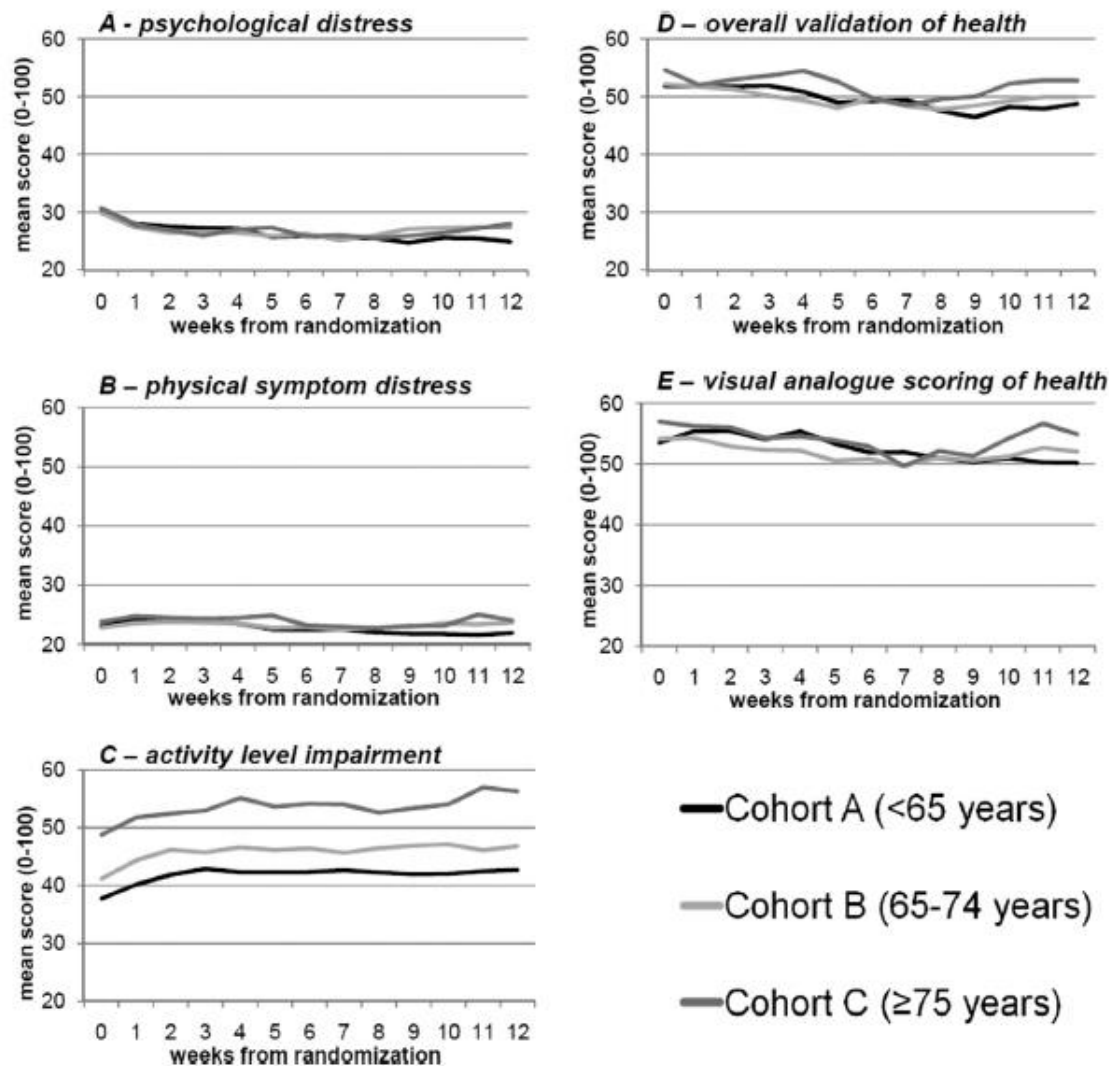 A - psychological distress
60
50
40
30
20
mean score (0-100)
0 1 2 3 4 5 6 7 8 9 10 11 12
weeks from randomization
B – physical symptom distress
60
50
40
30
20
mean score (0-100)
0 1 2 3 4 5 6 7 8 9 10 11 12
weeks from randomization
C – activity level impairment
60
50
40
30
20
mean score (0-100)
0 1 2 3 4 5 6 7 8 9 10 11 12
weeks from randomization
D – overall validation of health
60
50
40
30
20
mean score (0-100)
0 1 2 3 4 5 6 7 8 9 10 11 12
weeks from randomization
E – visual analogue scoring of health
60
50
40
30
20
mean score (0-100)
0 1 2 3 4 5 6 7 8 9 10 11 12
weeks from randomization
Cohort A (<65 years)
Cohort B (65-74 years)
Cohort C (≥75 years)